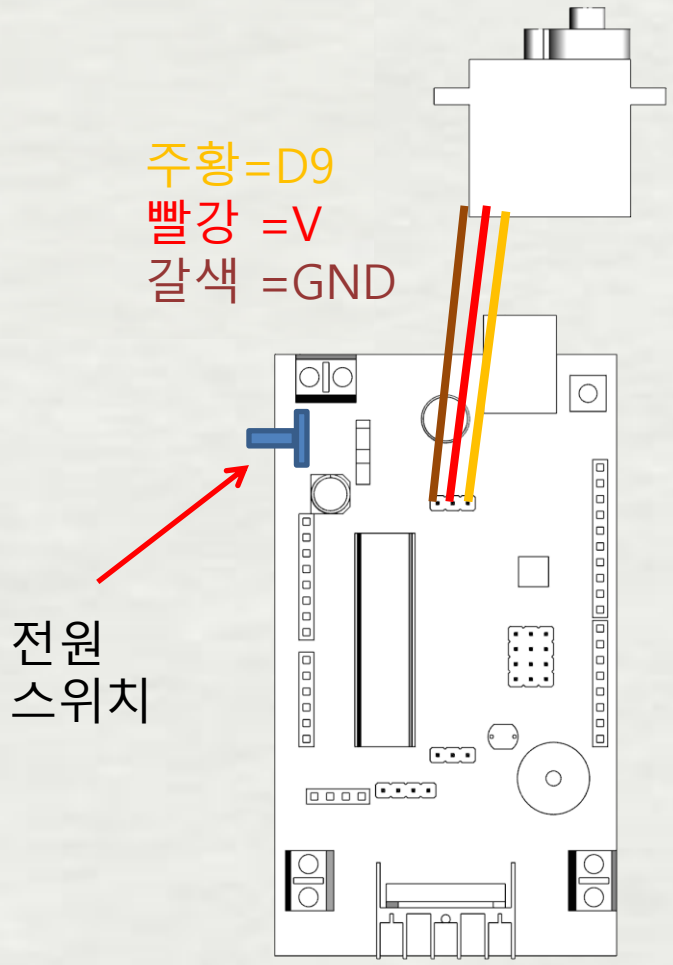 주황=D9
빨강 =V
갈색 =GND
전원
스위치